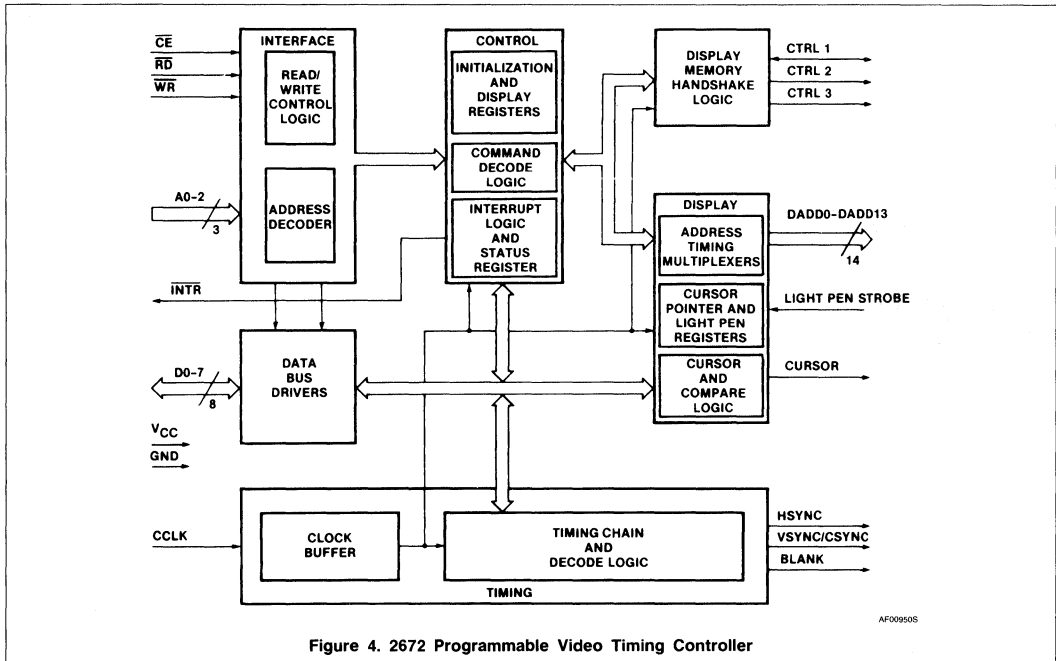 CE
RD
WR
A0-2
3
INTR
D0-7
8
VCC
GND
CCLK
INTERFACE
READ/
WRITE
CONTROL
LOGIC
ADDRESS
DECODER
DATA
BUS
DRIVERS
CONTROL
INITIALIZATION
AND
DISPLAY
REGISTERS
COMMAND
DECODE
LOGIC
INTERRUPT
LOGIC
AND
STATUS
REGISTER
DISPLAY
MEMORY
HANDSHAKE
LOGIC
CTRL 1
CTRL 2
CTRL 3
DISPLAY
ADDRESS
TIMING
MULTIPLEXERS
CURSOR
POINTER AND
LIGHT PEN
REGISTERS
CURSOR
AND
COMPARE
LOGIC
DADD0-DADD13
14
LIGHT PEN STROBE
CURSOR
CLOCK
BUFFER
TIMING CHAIN
AND
DECODE LOGIC
TIMING
HSYNC
VSYNC/CSYNC
BLANK
AF00950S
Figure 4. 2672 Programmable Video Timing Controller